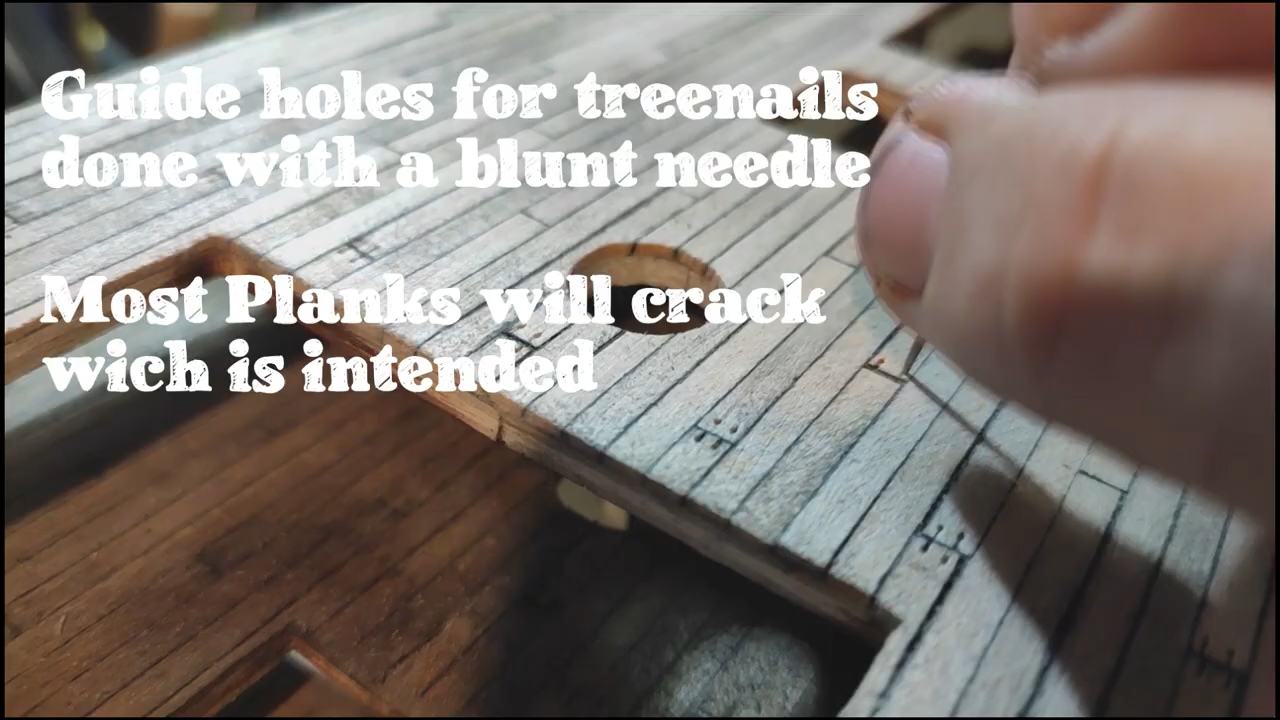 Guide holes for treenails
done with a blunt needle
Most Planks will crack
wich is intended